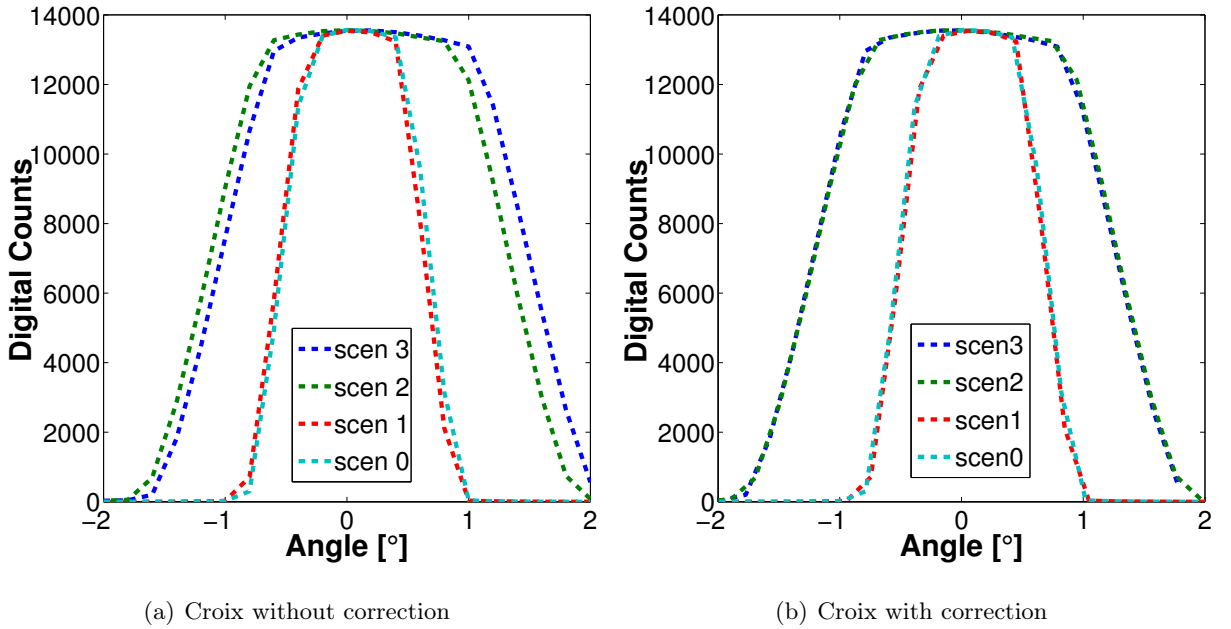 14000
12000
10000
8000
6000
4000
2000
0
Digital Counts
scen 3
scen 2
scen 1
scen 0
−2
−1
0
1
2
Angle [°]
(a) Croix without correction
14000
12000
10000
8000
6000
4000
2000
0
Digital Counts
scen3
scen2
scen1
scen0
−2
−1
0
1
2
Angle [°]
(b) Croix with correction